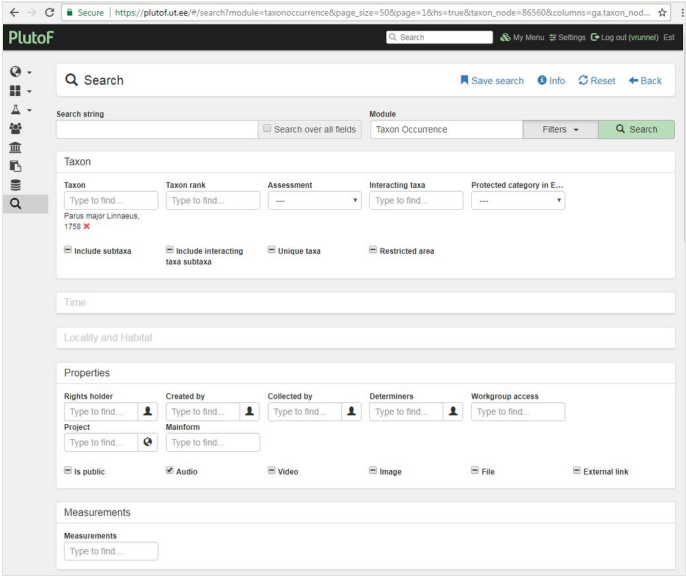 Secure | https://plutof.ut.ee/#/search?module=taxonoccurrence&page_size=50&page=1&hs=true&taxon_node=86560&columns=ga.taxon_nod...
PlutoF Search My Menu Settings Log out (vrunnel) Est
Search Save search Info Reset Back
Search string Module
Search over all fields Taxon Occurrence Filters Search
Taxon
Taxon Taxon rank Assessment Interacting taxa Protected category in E...
Type to find... Type to find... --- Type to find... ---
Parus major Linnaeus,
1758
Include subtaxa Include interacting Unique taxa Restricted area
taxa subtaxa
Time
Locality and Habitat
Properties
Rights holder Created by Collected by Determiners Workgroup access
Type to find... Type to find... Type to find... Type to find... Type to find...
Project Mainform
Type to find... Type to find...
Is public Audio Video Image File External link
Measurements
Measurements
Type to find...